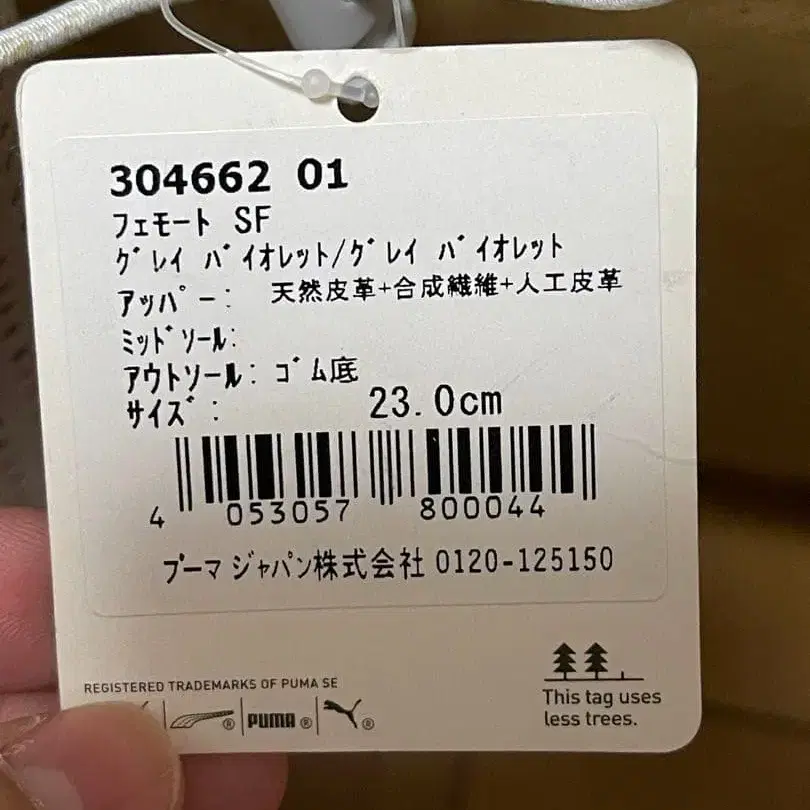 304662 01
フェモート SF
グレイ バイオレット/グレイ バイオレット
アッパー: 天然皮革+合成繊維+人工皮革
ミッドソール:
アウトソール: ゴム底
サイズ: 23.0cm
4 053057 800044
プーマ ジャパン株式会社 0120-125150
REGISTERED TRADEMARKS OF PUMA SE
PUMA ® ®
®
This tag uses
less trees.